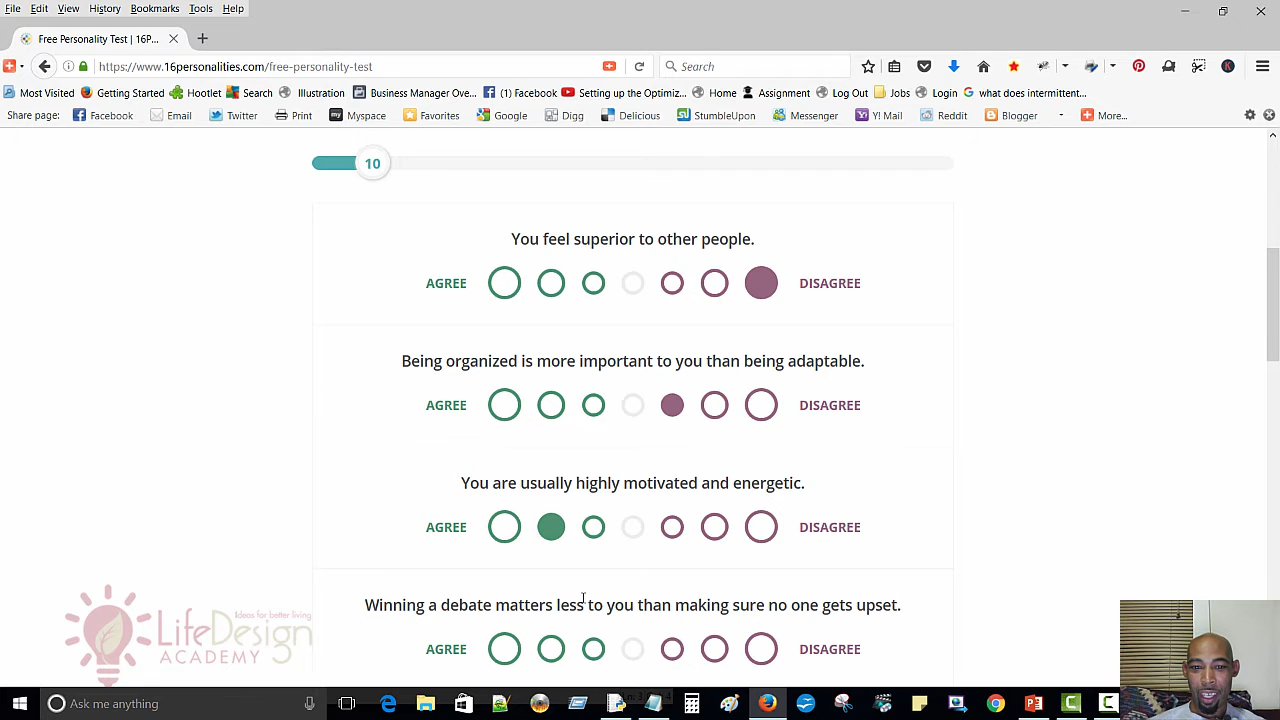 File Edit View History Bookmarks Tools Help
Free Personality Test | 16P...
https://www.16personalities.com/free-personality-test Search
Most Visited Getting Started Hootlet Search Illustration Business Manager Ove... (1) Facebook Setting up the Optimiz... Home Assignment Log Out Jobs Login what does intermittent...
Share page: Facebook Email Twitter Print Myspace Favorites Google Digg Delicious StumbleUpon Messenger Y! Mail Reddit Blogger More...
10
You feel superior to other people.
AGREE DISAGREE
Being organized is more important to you than being adaptable.
AGREE DISAGREE
You are usually highly motivated and energetic.
AGREE DISAGREE
Winning a debate matters less to you than making sure no one gets upset.
AGREE DISAGREE
Ideas for better living
LifeDesign
ACADEMY
Ask me anything